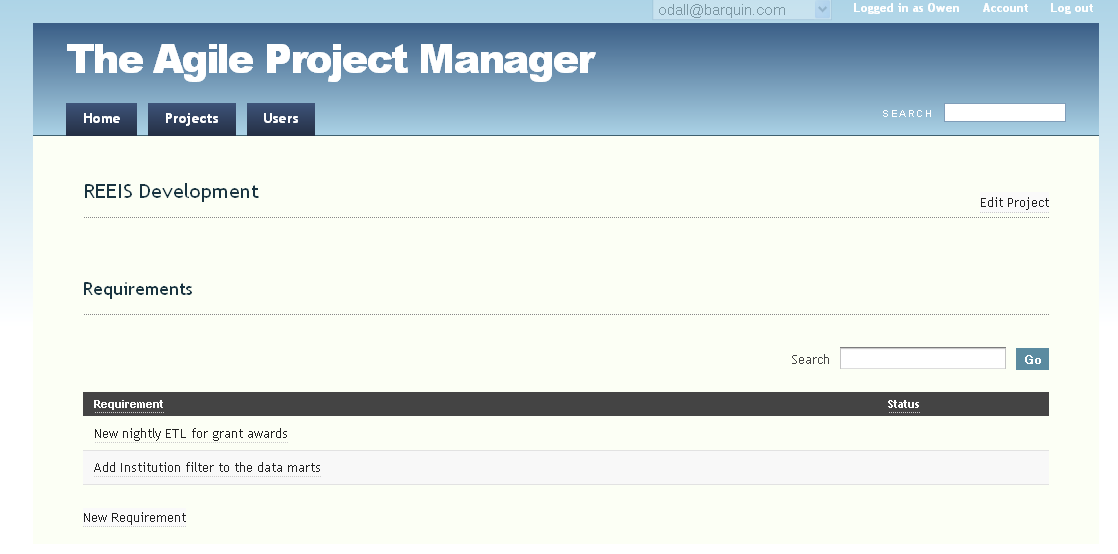 odall@barquin.com Logged in as Owen Account Log out
The Agile Project Manager
Home Projects Users SEARCH
REEIS Development
Edit Project
Requirements
Search Go
Requirement Status
New nightly ETL for grant awards
Add Institution filter to the data marts
New Requirement